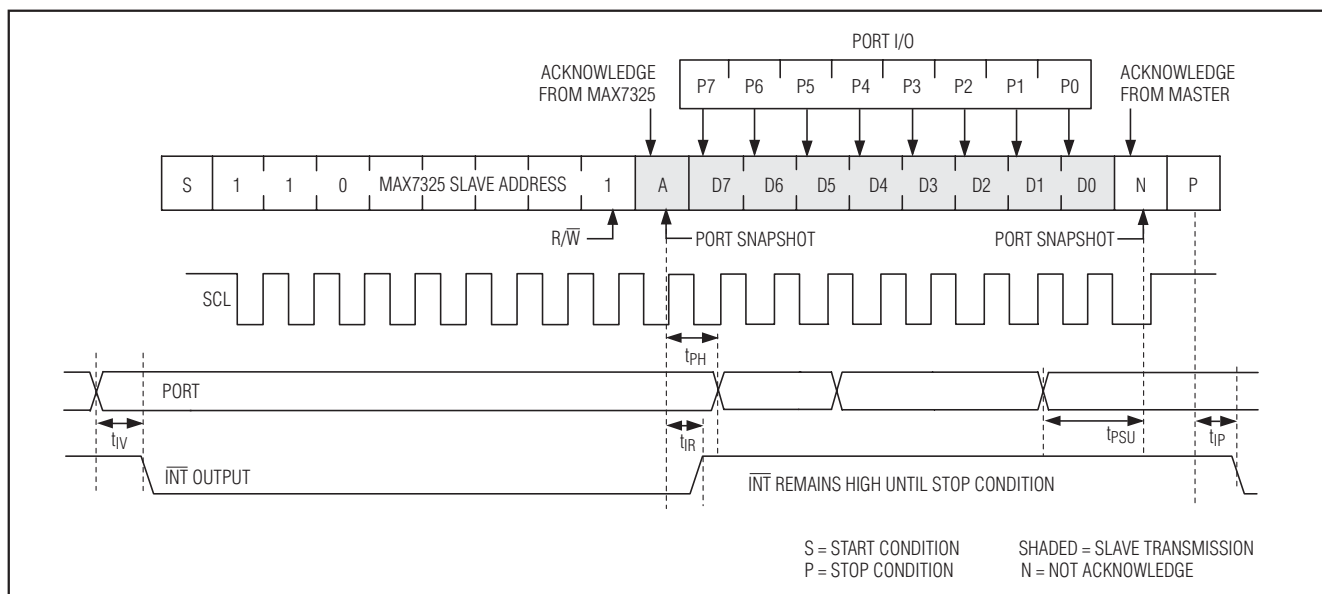 PORT I/O
ACKNOWLEDGE
FROM MAX7325
P7 P6 P5 P4 P3 P2 P1 P0
ACKNOWLEDGE
FROM MASTER
S 1 1 0 MAX7325 SLAVE ADDRESS 1 A D7 D6 D5 D4 D3 D2 D1 D0 N P
R/W̅ PORT SNAPSHOT PORT SNAPSHOT
SCL
tPH
PORT
tIV tIR tPSU tIP
I̅N̅T̅ OUTPUT I̅N̅T̅ REMAINS HIGH UNTIL STOP CONDITION
S = START CONDITION SHADED = SLAVE TRANSMISSION
P = STOP CONDITION N = NOT ACKNOWLEDGE